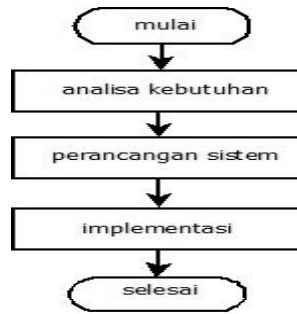 mulai
analisa kebutuhan
perancangan sistem
implementasi
selesai